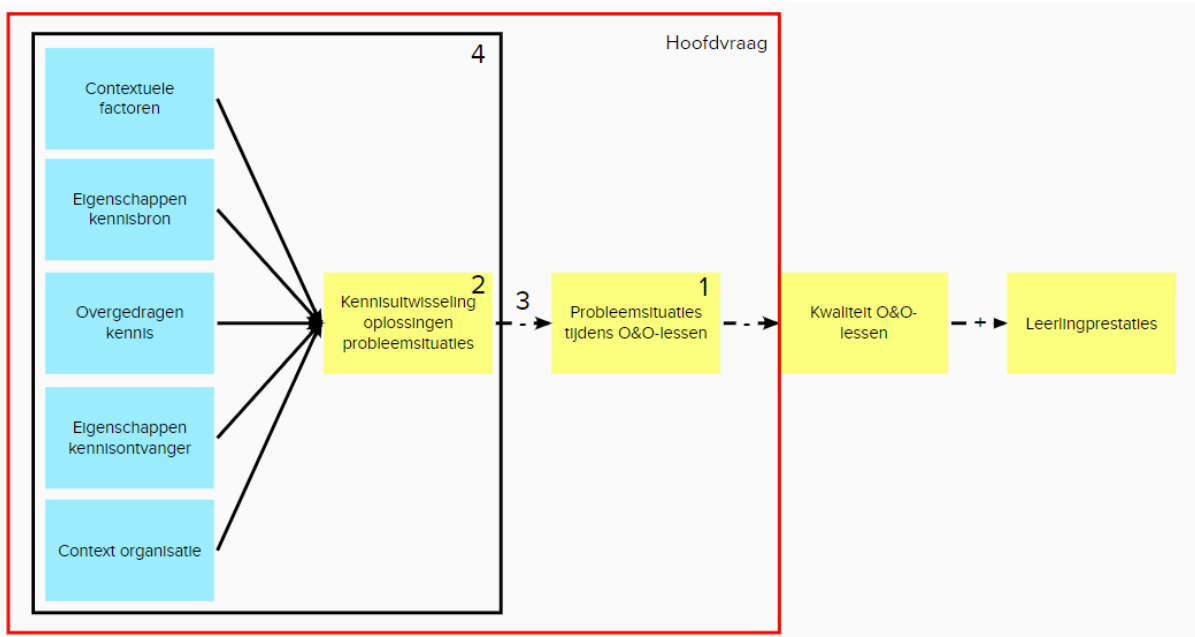 Hoofdvraag
4
Contextuele
factoren
Eigenschappen
kennisbron
Overgedragen
kennis
Eigenschappen
kennisontvanger
Context organisatie
2
Kennisuitwisseling
oplossingen
probleemsituaties
3
-
1
Probleemsituaties
tijdens O&O-lessen
-
Kwaliteit O&O-
lessen
+
Leerlingprestaties